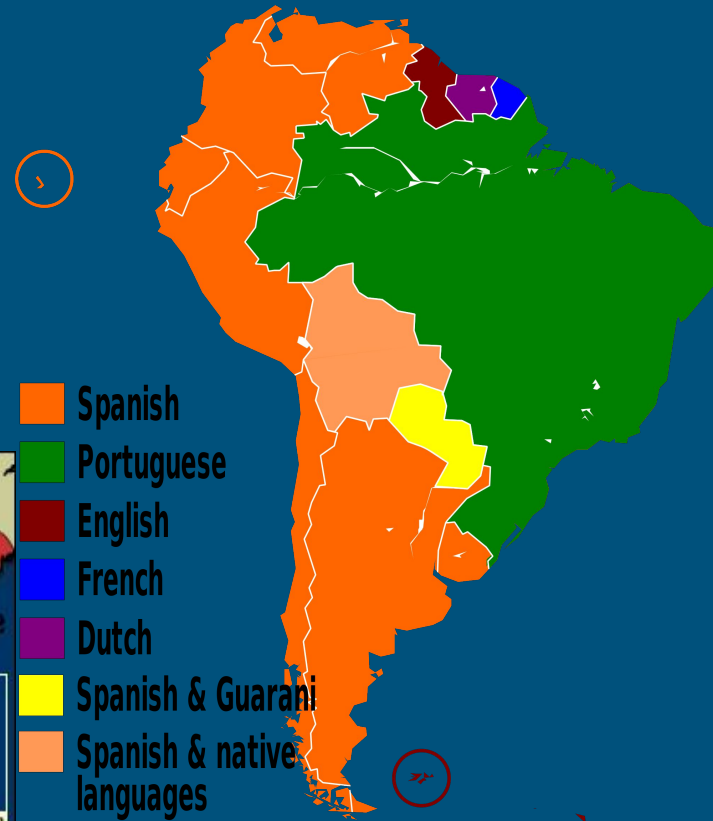 Spanish
Portuguese
English
French
Dutch
Spanish & Guarani
Spanish & native
languages